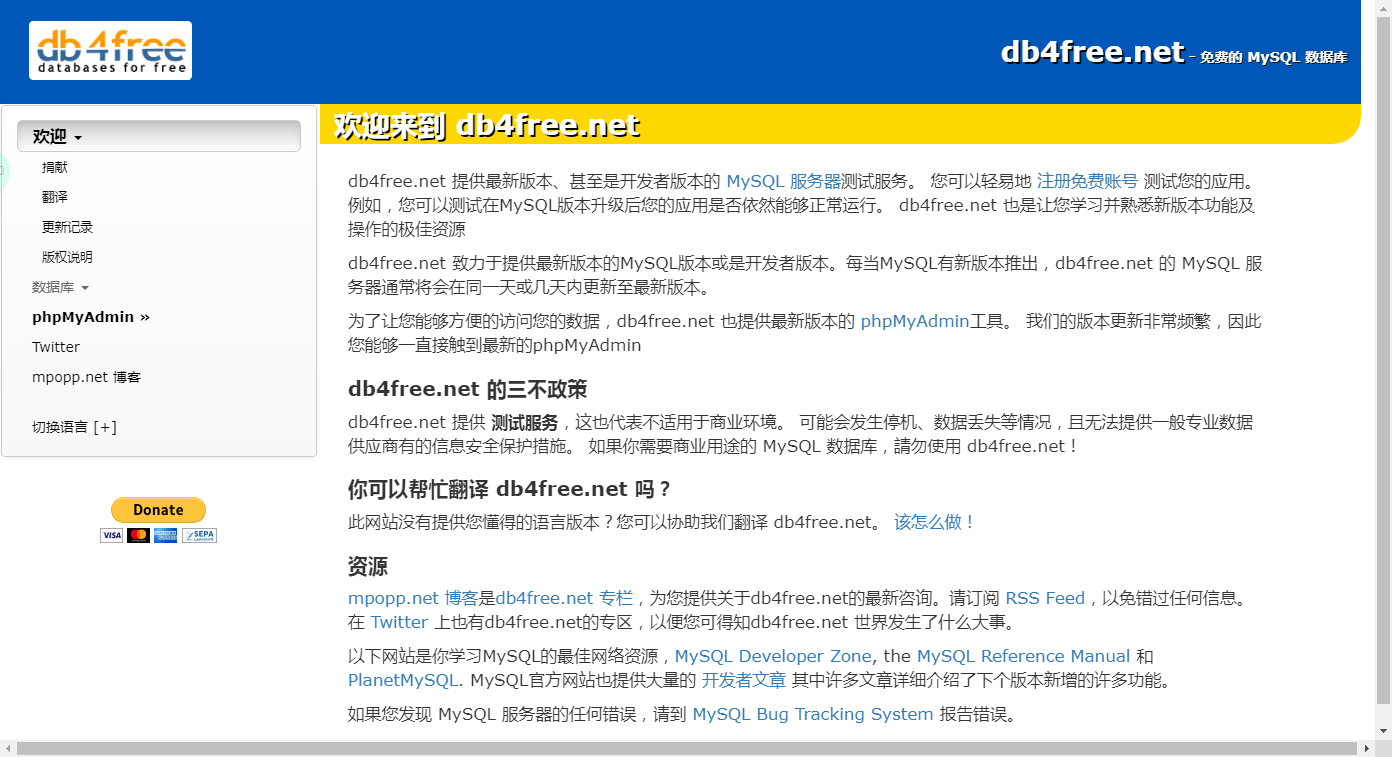 db4free
databases for free
db4free.net - 免费的 MySQL 数据库
欢迎
捐献
翻译
更新记录
版权说明
数据库
phpMyAdmin »
Twitter
mpopp.net 博客
切换语言 [+]
Donate
VISA
SEPA
欢迎来到 db4free.net
db4free.net 提供最新版本、甚至是开发者版本的 MySQL 服务器测试服务。 您可以轻易地 注册免费账号 测试您的应用。
例如，您可以测试在MySQL版本升级后您的应用是否依然能够正常运行。 db4free.net 也是让您学习并熟悉新版本功能及
操作的极佳资源
db4free.net 致力于提供最新版本的MySQL版本或是开发者版本。每当MySQL有新版本推出，db4free.net 的 MySQL 服
务器通常将会在同一天或几天内更新至最新版本。
为了让您能够方便的访问您的数据，db4free.net 也提供最新版本的 phpMyAdmin工具。 我们的版本更新非常频繁，因此
您能够一直接触到最新的phpMyAdmin
db4free.net 的三不政策
db4free.net 提供 测试服务，这也代表不适用于商业环境。 可能会发生停机、数据丢失等情况，且无法提供一般专业数据
供应商有的信息安全保护措施。 如果你需要商业用途的 MySQL 数据库，請勿使用 db4free.net！
你可以帮忙翻译 db4free.net 吗？
此网站没有提供您懂得的语言版本？您可以协助我们翻译 db4free.net。 该怎么做！
资源
mpopp.net 博客是db4free.net 专栏，为您提供关于db4free.net的最新咨询。请订阅 RSS Feed，以免错过任何信息。
在 Twitter 上也有db4free.net的专区，以便您可得知db4free.net 世界发生了什么大事。
以下网站是你学习MySQL的最佳网络资源，MySQL Developer Zone, the MySQL Reference Manual 和
PlanetMySQL. MySQL官方网站也提供大量的 开发者文章 其中许多文章详细介绍了下个版本新增的许多功能。
如果您发现 MySQL 服务器的任何错误，请到 MySQL Bug Tracking System 报告错误。